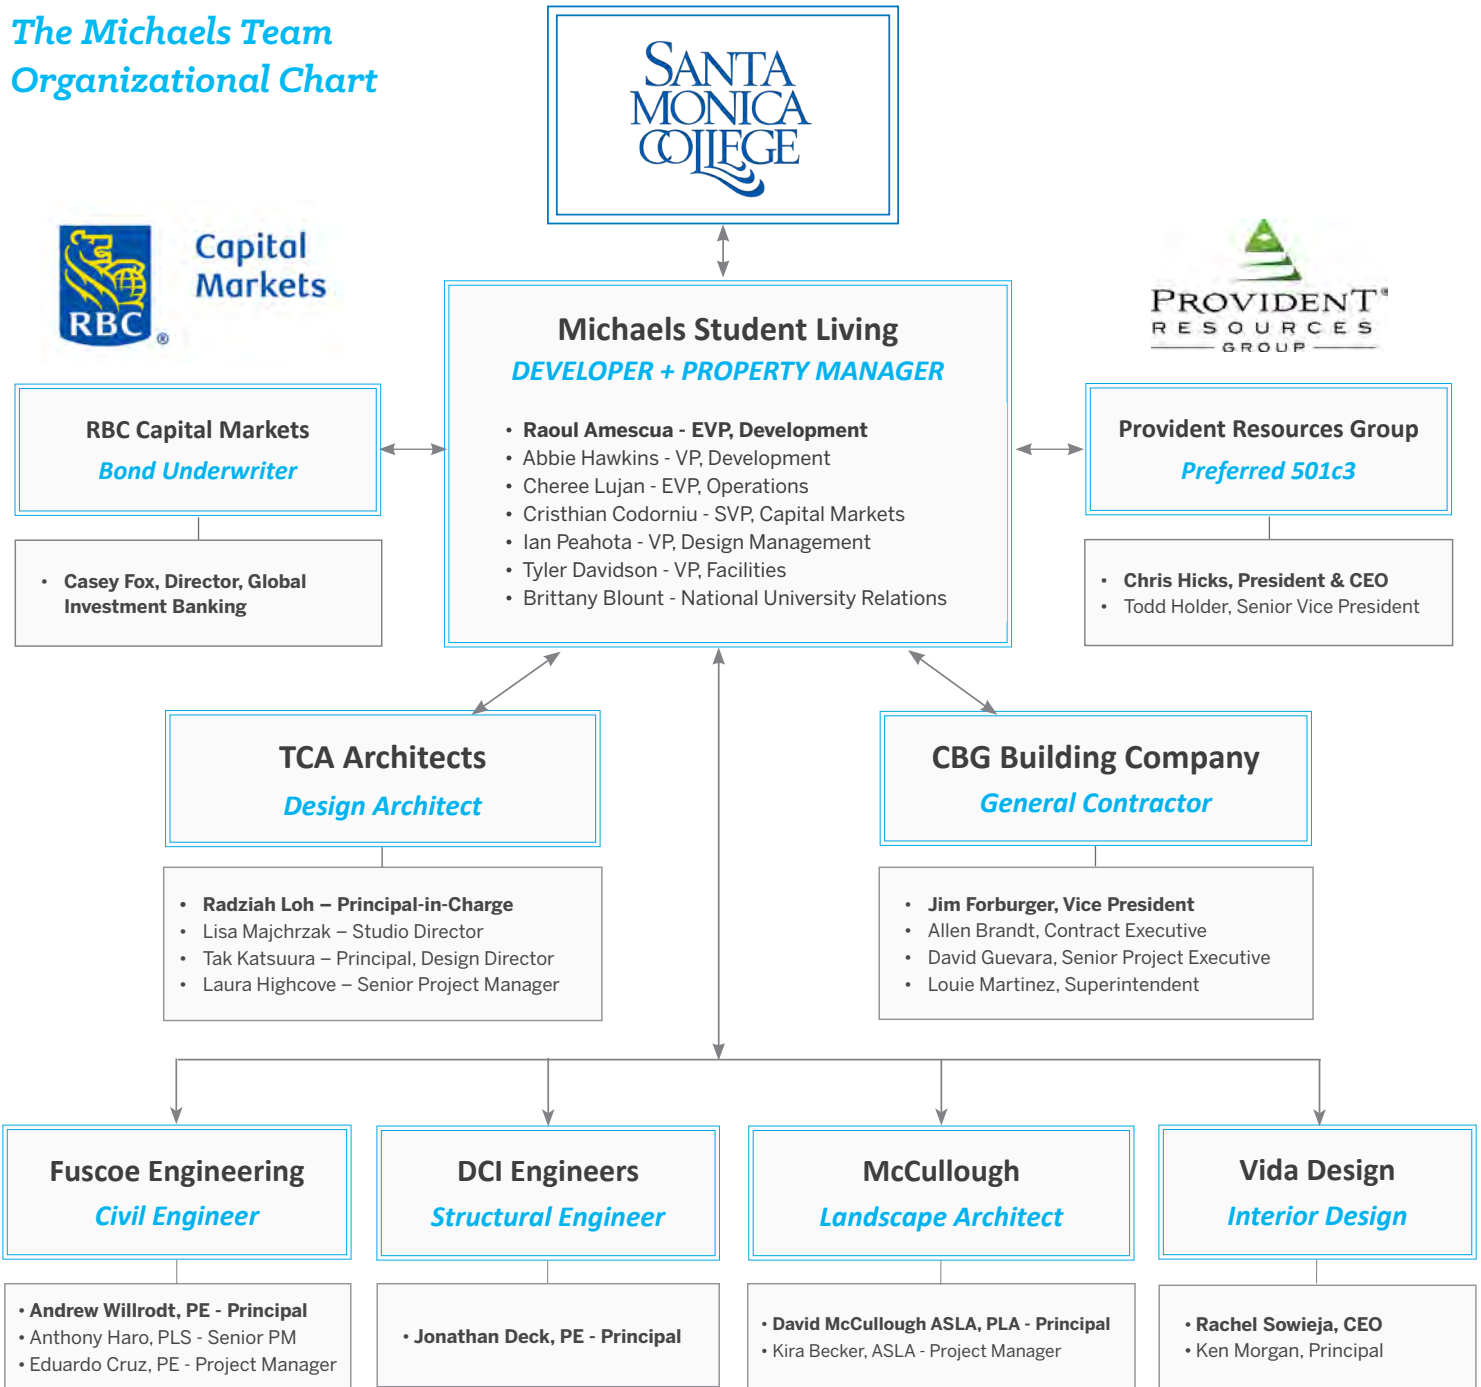 The Michaels Team
Organizational Chart
SANTA
MONICA
COLLEGE
RBC
®
Capital
Markets
PROVIDENT®
RESOURCES
GROUP
Michaels Student Living
DEVELOPER + PROPERTY MANAGER
• Raoul Amescua - EVP, Development
• Abbie Hawkins - VP, Development
• Cheree Lujan - EVP, Operations
• Cristhian Codorniu - SVP, Capital Markets
• Ian Peahota - VP, Design Management
• Tyler Davidson - VP, Facilities
• Brittany Blount - National University Relations
RBC Capital Markets
Bond Underwriter
• Casey Fox, Director, Global
Investment Banking
Provident Resources Group
Preferred 501c3
• Chris Hicks, President & CEO
• Todd Holder, Senior Vice President
TCA Architects
Design Architect
• Radziah Loh – Principal-in-Charge
• Lisa Majchrzak – Studio Director
• Tak Katsuura – Principal, Design Director
• Laura Highcove – Senior Project Manager
CBG Building Company
General Contractor
• Jim Forburger, Vice President
• Allen Brandt, Contract Executive
• David Guevara, Senior Project Executive
• Louie Martinez, Superintendent
Fuscoe Engineering
Civil Engineer
• Andrew Willrodt, PE - Principal
• Anthony Haro, PLS - Senior PM
• Eduardo Cruz, PE - Project Manager
DCI Engineers
Structural Engineer
• Jonathan Deck, PE - Principal
McCullough
Landscape Architect
• David McCullough ASLA, PLA - Principal
• Kira Becker, ASLA - Project Manager
Vida Design
Interior Design
• Rachel Sowieja, CEO
• Ken Morgan, Principal